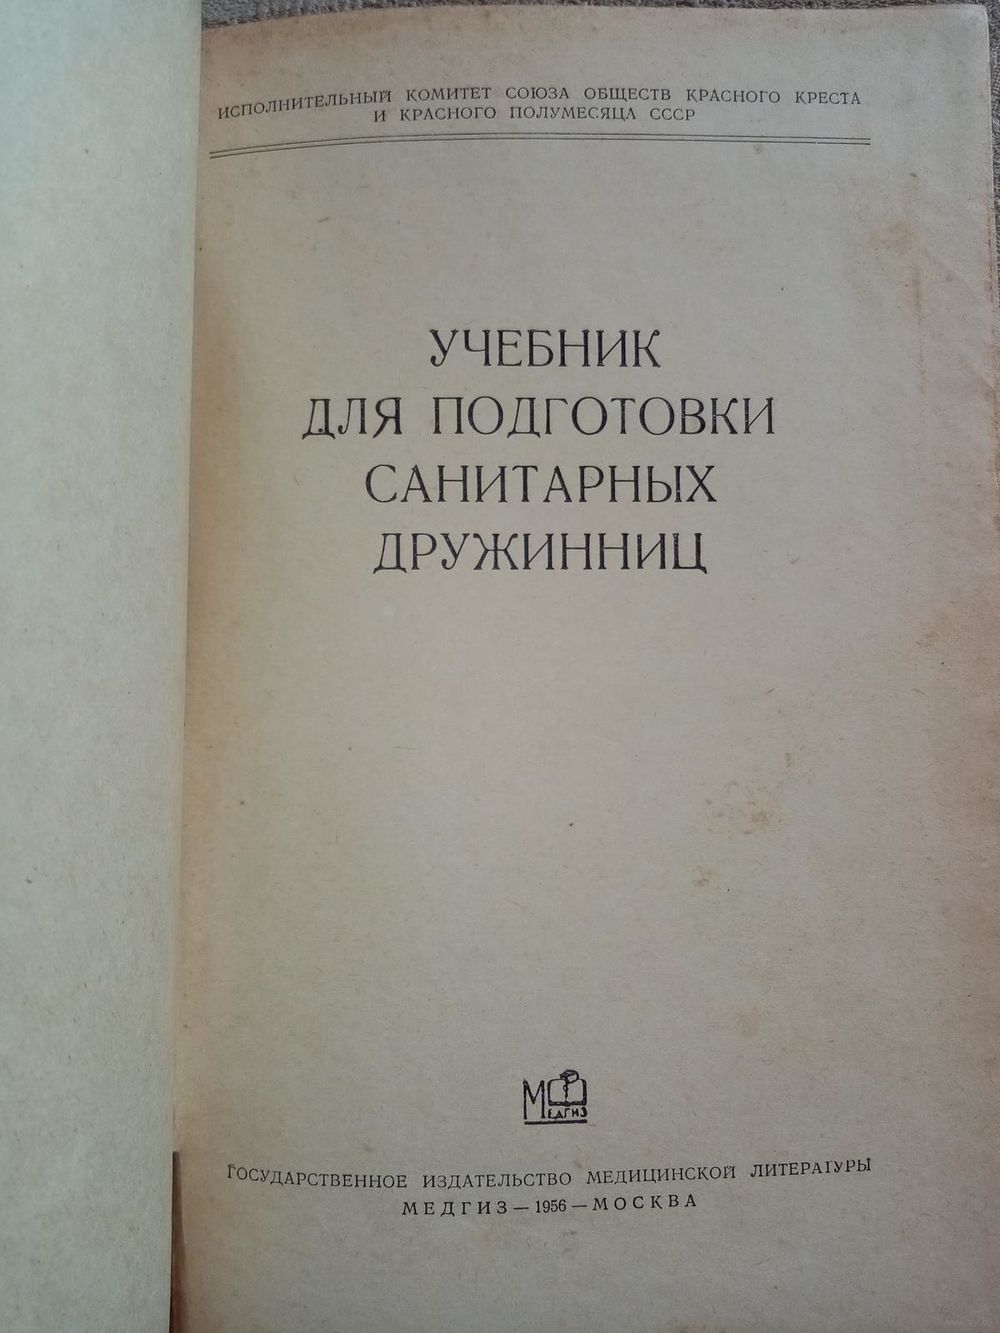 ИСПОЛНИТЕЛЬНЫЙ КОМИТЕТ СОЮЗА ОБЩЕСТВ КРАСНОГО КРЕСТА
И КРАСНОГО ПОЛУМЕСЯЦА СССР
УЧЕБНИК
ДЛЯ ПОДГОТОВКИ
САНИТАРНЫХ
ДРУЖИННИЦ
МЕДГИЗ
ГОСУДАРСТВЕННОЕ ИЗДАТЕЛЬСТВО МЕДИЦИНСКОЙ ЛИТЕРАТУРЫ
МЕДГИЗ — 1956 — МОСКВА